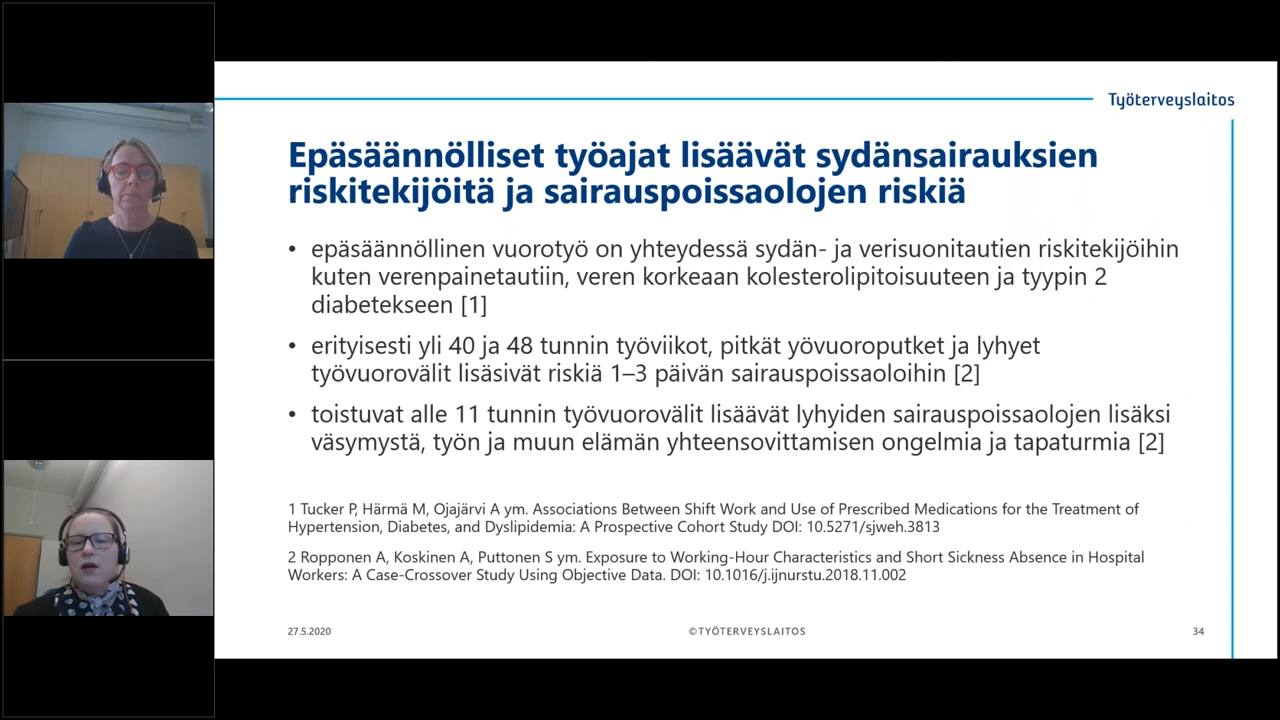 Työterveyslaitos
Epäsäännölliset työajat lisäävät sydänsairauksien
riskitekijöitä ja sairauspoissaolojen riskiä
• epäsäännöllinen vuorotyö on yhteydessä sydän- ja verisuonitautien riskitekijöihin
kuten verenpainetautiin, veren korkeaan kolesterolipitoisuuteen ja tyypin 2
diabetekseen [1]
• erityisesti yli 40 ja 48 tunnin työviikot, pitkät yövuoroputket ja lyhyet
työvuorovälit lisäsivät riskiä 1–3 päivän sairauspoissaoloihin [2]
• toistuvat alle 11 tunnin työvuorovälit lisäävät lyhyiden sairauspoissaolojen lisäksi
väsymystä, työn ja muun elämän yhteensovittamisen ongelmia ja tapaturmia [2]
1 Tucker P, Härmä M, Ojajärvi A ym. Associations Between Shift Work and Use of Prescribed Medications for the Treatment of
Hypertension, Diabetes, and Dyslipidemia: A Prospective Cohort Study DOI: 10.5271/sjweh.3813
2 Ropponen A, Koskinen A, Puttonen S ym. Exposure to Working-Hour Characteristics and Short Sickness Absence in Hospital
Workers: A Case-Crossover Study Using Objective Data. DOI: 10.1016/j.ijnurstu.2018.11.002
27.5.2020
©TYÖTERVEYSLAITOS
34